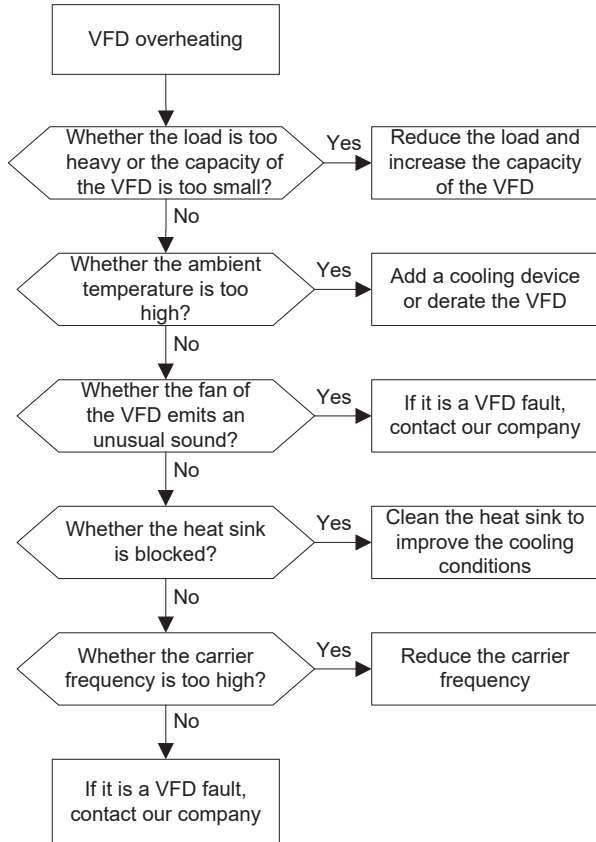 VFD overheating
Whether the load is too
heavy or the capacity of
the VFD is too small?
Yes
Reduce the load and
increase the capacity
of the VFD
No
Whether the ambient
temperature is too
high?
Yes
Add a cooling device
or derate the VFD
No
Whether the fan of
the VFD emits an
unusual sound?
Yes
If it is a VFD fault,
contact our company
No
Whether the heat sink
is blocked?
Yes
Clean the heat sink to
improve the cooling
conditions
No
Whether the carrier
frequency is too high?
Yes
Reduce the carrier
frequency
No
If it is a VFD fault,
contact our company